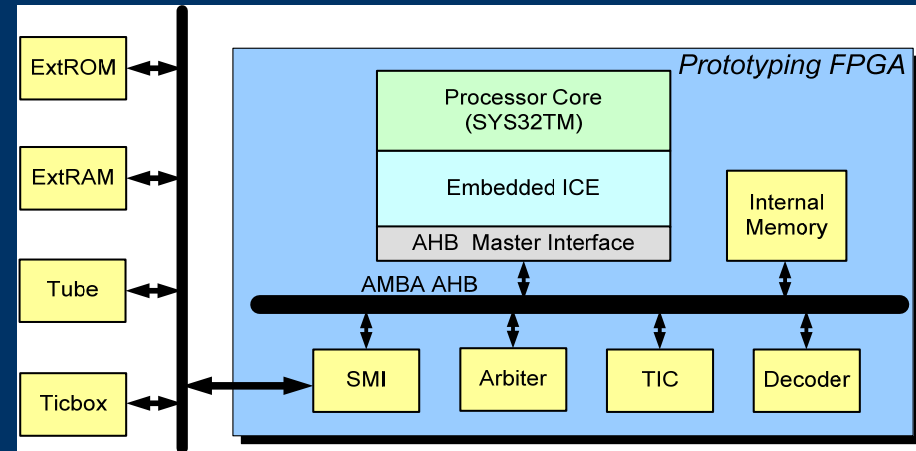 ExtROM
ExtRAM
Tube
Ticbox
Prototyping FPGA
Processor Core
(SYS32TM)
Embedded ICE
AHB Master Interface
Internal
Memory
AMBA AHB
SMI
Arbiter
TIC
Decoder